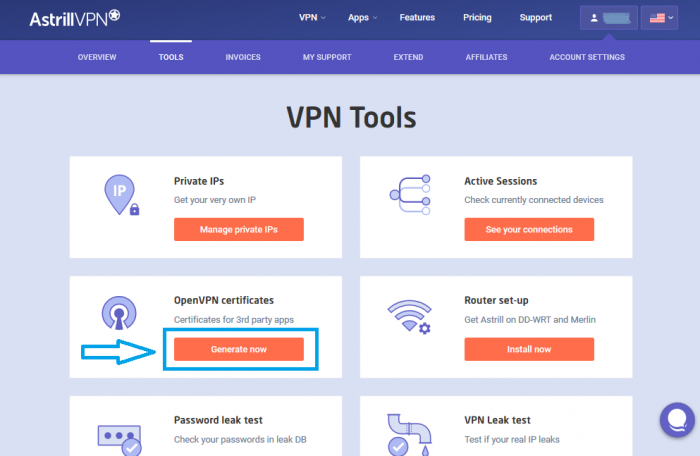 AstrillVPN
VPN Apps Features Pricing Support
OVERVIEW TOOLS INVOICES MY SUPPORT EXTEND AFFILIATES ACCOUNT SETTINGS
VPN Tools
IP
Private IPs
Get your very own IP
Manage private IPs
Active Sessions
Check currently connected devices
See your connections
OpenVPN certificates
Certificates for 3rd party apps
Generate now
Router set-up
Get Astrill on DD-WRT and Merlin
Install now
Password leak test
Check your passwords in leak DB
VPN Leak test
Test if your real IP leaks